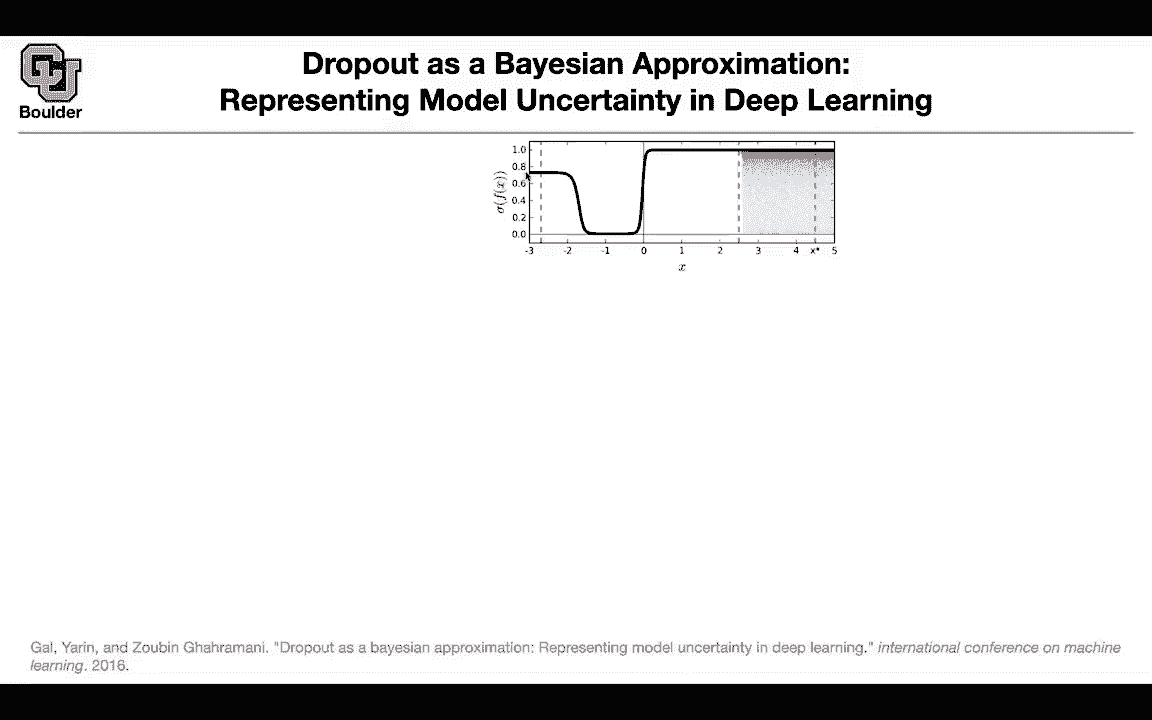 Dropout as a Bayesian Approximation:
Representing Model Uncertainty in Deep Learning
CU
Boulder
1.0
0.8
0.6
0.4
0.2
0.0
σ(f(x))
-3 -2 -1 0 1 2 3 4 x* 5
x
Gal, Yarin, and Zoubin Ghahramani. "Dropout as a bayesian approximation: Representing model uncertainty in deep learning." international conference on machine
learning. 2016.